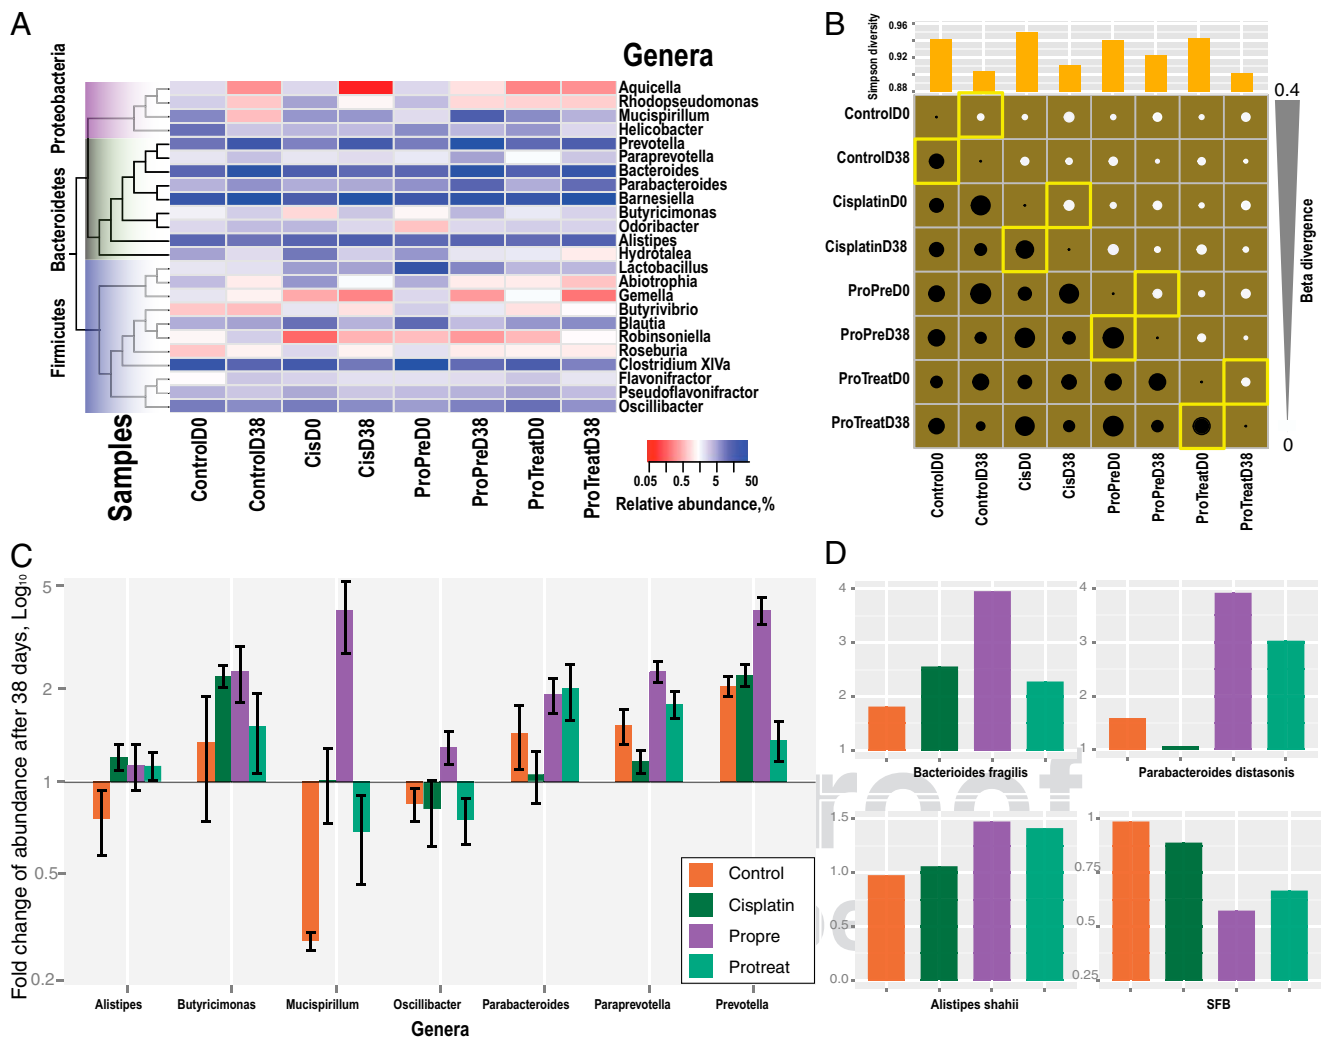 A
Genera
Proteobacteria
Bacteroidetes
Firmicutes
Aquicella
Rhodopseudomonas
Mucispirillum
Helicobacter
Prevotella
Paraprevotella
Bacteroides
Parabacteroides
Barnesiella
Butyricimonas
Odoribacter
Alistipes
Hydrotalea
Lactobacillus
Abiotrophia
Gemella
Butyrivibrio
Blautia
Robinsoniella
Roseburia
Clostridium XIVa
Flavonifractor
Pseudoflavonifractor
Oscillibacter
Samples
ControlD0
ControlD38
CisD0
CisD38
ProPreD0
ProPreD38
ProTreatD0
ProTreatD38
0.05 0.5 5 50
Relative abundance,%
B
Simpson diversity
0.96
0.92
0.88
ControlD0
ControlD38
CisplatinD0
CisplatinD38
ProPreD0
ProPreD38
ProTreatD0
ProTreatD38
ControlD0
ControlD38
CisD0
CisD38
ProPreD0
ProPreD38
ProTreatD0
ProTreatD38
0.4
Beta divergence
0
C
Fold change of abundance after 38 days, Log10
5
2
1
0.5
0.2
Alistipes
Butyricimonas
Mucispirillum
Oscillibacter
Parabacteroides
Paraprevotella
Prevotella
Genera
Control
Cisplatin
Propre
Protreat
D
4
3
2
1
Bacterioides fragilis
4
3
2
1
Parabacteroides distasonis
1.5
1.0
0.5
0.0
Alistipes shahii
1
0.75
0.5
0.25
SFB